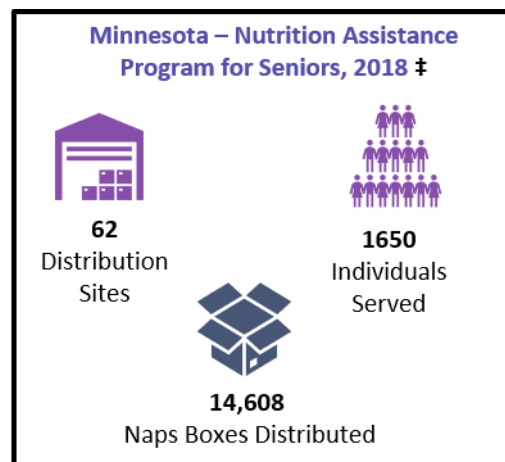 Minnesota – Nutrition Assistance
Program for Seniors, 2018 ‡
62
Distribution
Sites
1650
Individuals
Served
14,608
Naps Boxes Distributed